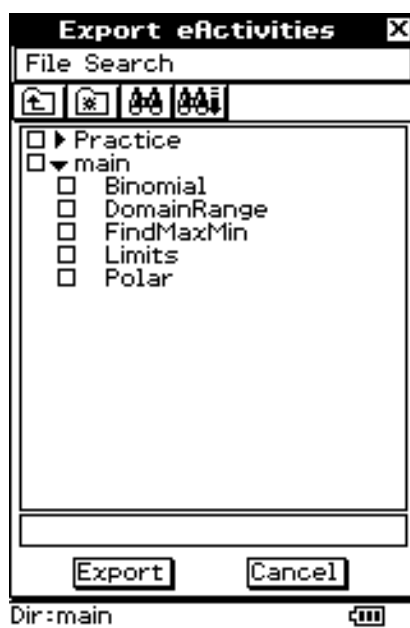 Export eActivities X
File Search
Practice
main
Binomial
DomainRange
FindMaxMin
Limits
Polar
Export Cancel
Dir:main